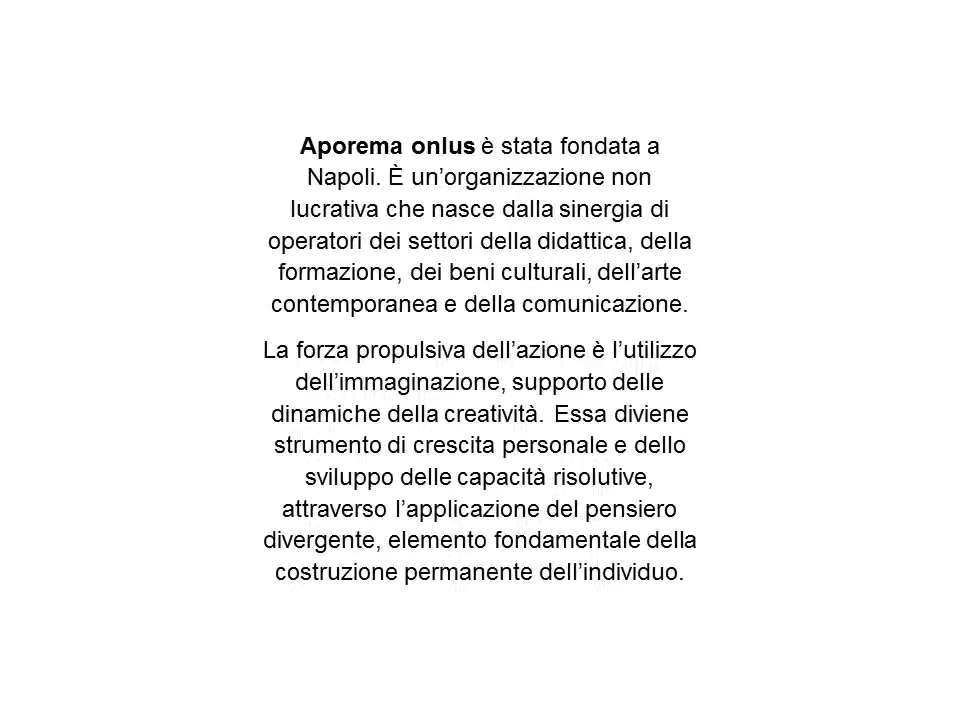 Aporema onlus è stata fondata a
Napoli. È un’organizzazione non
lucrativa che nasce dalla sinergia di
operatori dei settori della didattica, della
formazione, dei beni culturali, dell’arte
contemporanea e della comunicazione.
La forza propulsiva dell’azione è l’utilizzo
dell’immaginazione, supporto delle
dinamiche della creatività. Essa diviene
strumento di crescita personale e dello
sviluppo delle capacità risolutive,
attraverso l’applicazione del pensiero
divergente, elemento fondamentale della
costruzione permanente dell’individuo.